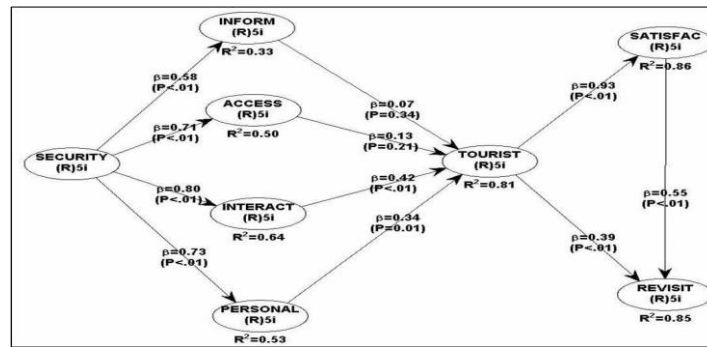 INFORM
(R)5i
R²=0.33
SATISFAC
(R)5i
R²=0.86
β=0.58
(P<.01)
β=0.07
(P=0.34)
β=0.93
(P<.01)
ACCESS
(R)5i
R²=0.50
β=0.71
(P<.01)
β=0.13
(P=0.21)
SECURITY
(R)5i
TOURIST
(R)5i
R²=0.81
β=0.80
(P<.01)
β=0.42
(P<.01)
β=0.55
(P<.01)
INTERACT
(R)5i
R²=0.64
β=0.73
(P<.01)
β=0.34
(P=0.01)
β=0.39
(P<.01)
REVISIT
(R)5i
R²=0.85
PERSONAL
(R)5i
R²=0.53